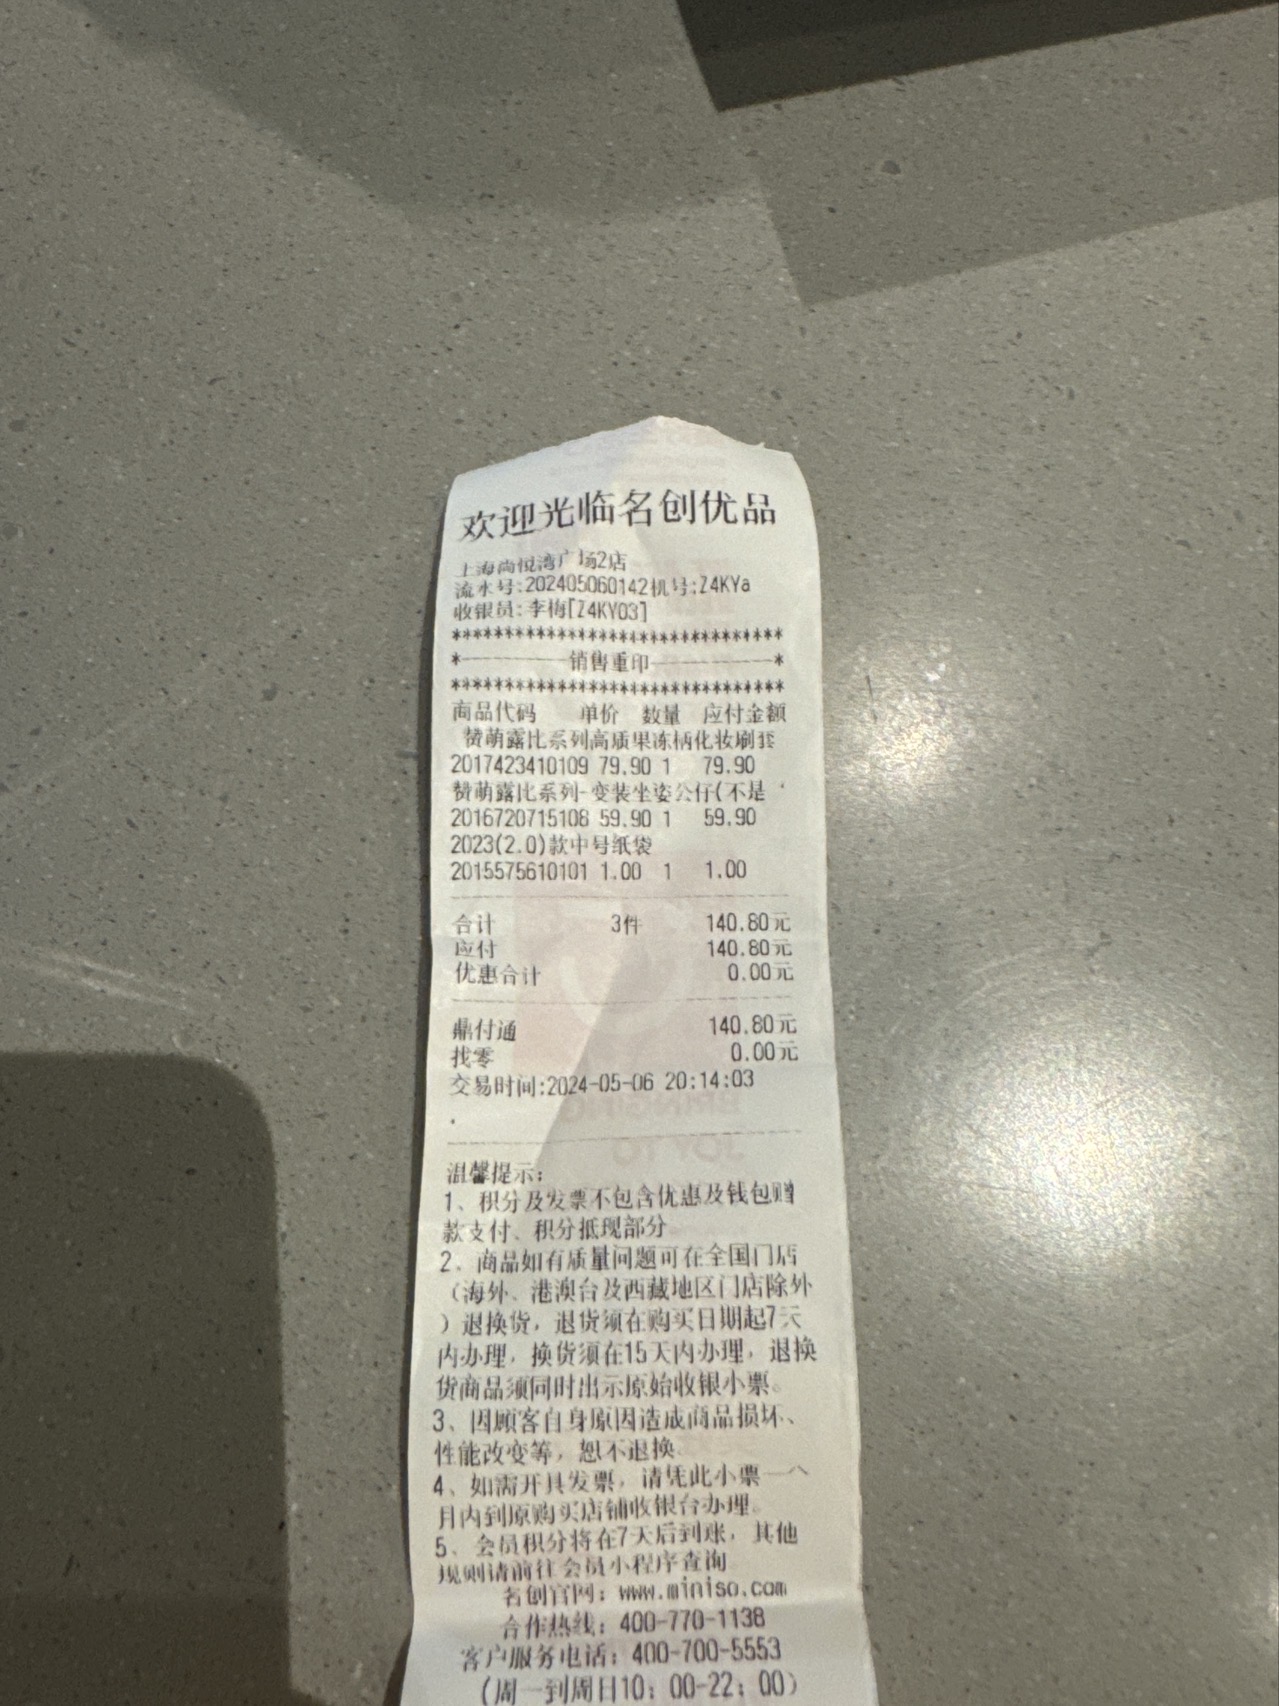 欢迎光临名创优品
上海尚悦湾广场2店
流水号:202405060142机号:Z4KYa
收银员:李梅[Z4KY03]
*******************************
*————销售重印————*
*******************************
商品代码 单价 数量 应付金额
赞萌露比系列高质果冻柄化妆刷套
2017423410109 79.90 1 79.90
赞萌露比系列-变装坐姿公仔(不是
2016720715108 59.90 1 59.90
2023(2.0)款中号纸袋
2015575610101 1.00 1 1.00
合计 3件 140.80元
应付 140.80元
优惠合计 0.00元
鼎付通 140.80元
找零 0.00元
交易时间:2024-05-06 20:14:03
.
温馨提示:
1、积分及发票不包含优惠及钱包赠
款支付、积分抵现部分
2、商品如有质量问题可在全国门店
（海外、港澳台及西藏地区门店除外
）退换货，退货须在购买日期起7天
内办理，换货须在15天内办理，退换
货商品须同时出示原始收银小票。
3、因顾客自身原因造成商品损坏、
性能改变等，恕不退换。
4、如需开具发票，请凭此小票一个
月内到原购买店铺收银台办理。
5、会员积分将在7天后到账，其他
规则请前往会员小程序查询
名创官网：www.miniso.com
合作热线：400-770-1138
客户服务电话：400-700-5553
（周一到周日10：00-22：00）